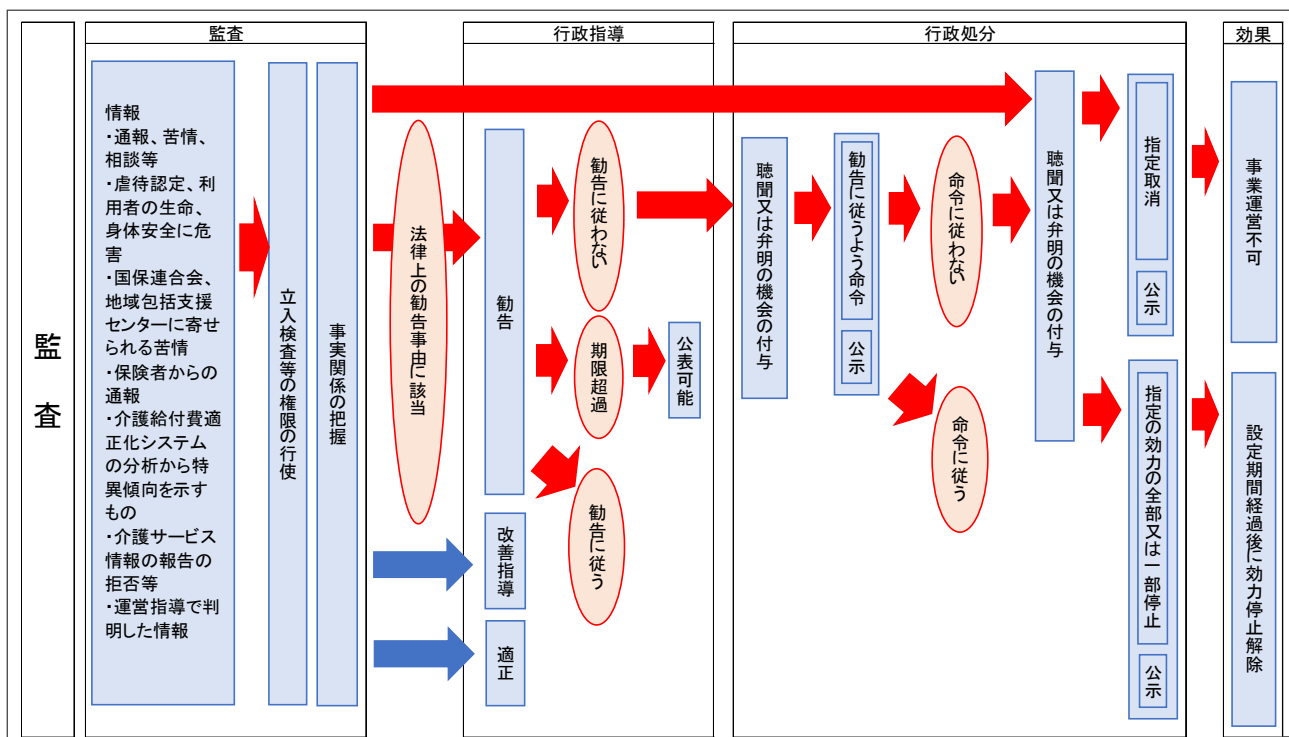 監査
監査
行政指導
行政処分
効果
情報
・通報、苦情、
相談等
・虐待認定、利
用者の生命、
身体安全に危
害
・国保連合会、
地域包括支援
センターに寄せ
られる苦情
・保険者からの
通報
・介護給付費適
正化システム
の分析から特
異傾向を示すも
の
・介護サービス
情報の報告の
拒否等
・運営指導で判
明した情報
立入検査等の権限の行使
事実関係の把握
法律上の勧告事由に該当
勧告
改善指導
適正
勧告に従わない
期限超過
勧告に従う
公表可能
聴聞又は弁明の機会の付与
勧告に従うよう命令
公示
命令に従わない
命令に従う
聴聞又は弁明の機会の付与
指定取消
公示
指定の効力の全部又は一部停止
公示
事業運営不可
設定期間経過後に効力停止解除